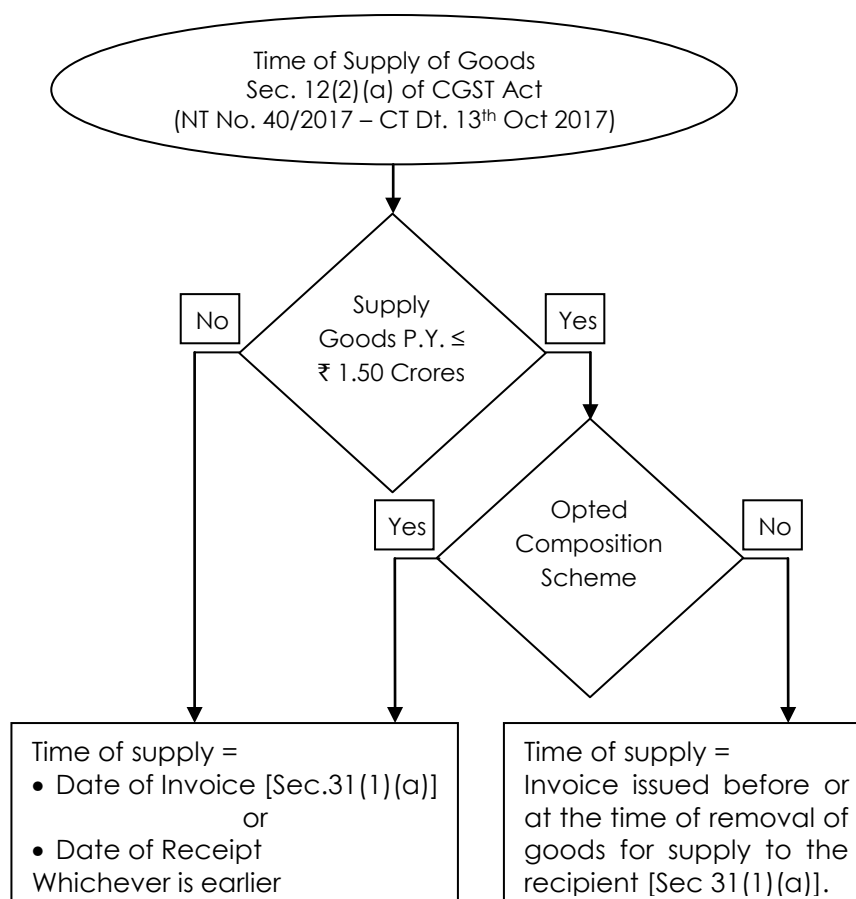 Time of Supply of Goods
Sec. 12(2)(a) of CGST Act
(NT No. 40/2017 – CT Dt. 13th Oct 2017)
Supply
Goods P.Y. ≤
₹ 1.50 Crores
No
Yes
Opted
Composition
Scheme
Yes
No
Time of supply =
• Date of Invoice [Sec.31(1)(a)]
or
• Date of Receipt
Whichever is earlier
Time of supply =
Invoice issued before or
at the time of removal of
goods for supply to the
recipient [Sec 31(1)(a)].